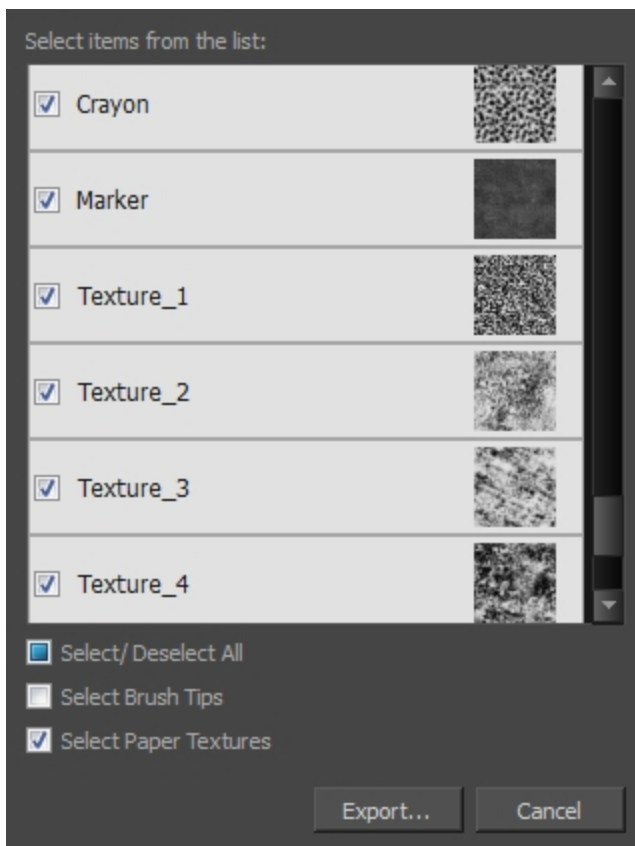 Select items from the list:
Crayon
Marker
Texture_1
Texture_2
Texture_3
Texture_4
Select/ Deselect All
Select Brush Tips
Select Paper Textures
Export... Cancel